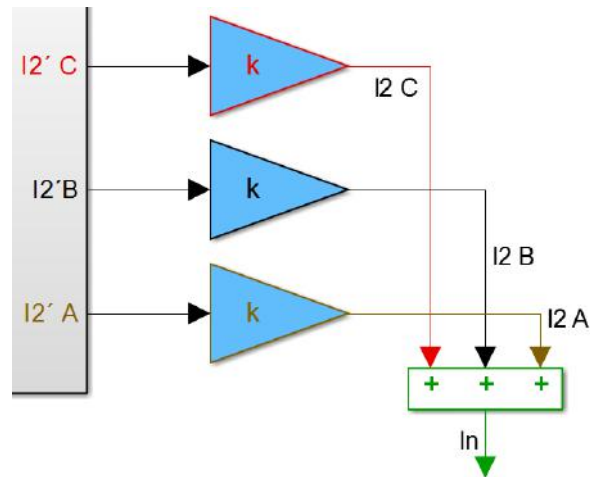 I2´ C
k
I2 C
I2´B
k
I2 B
I2´ A
k
I2 A
+ + +
In